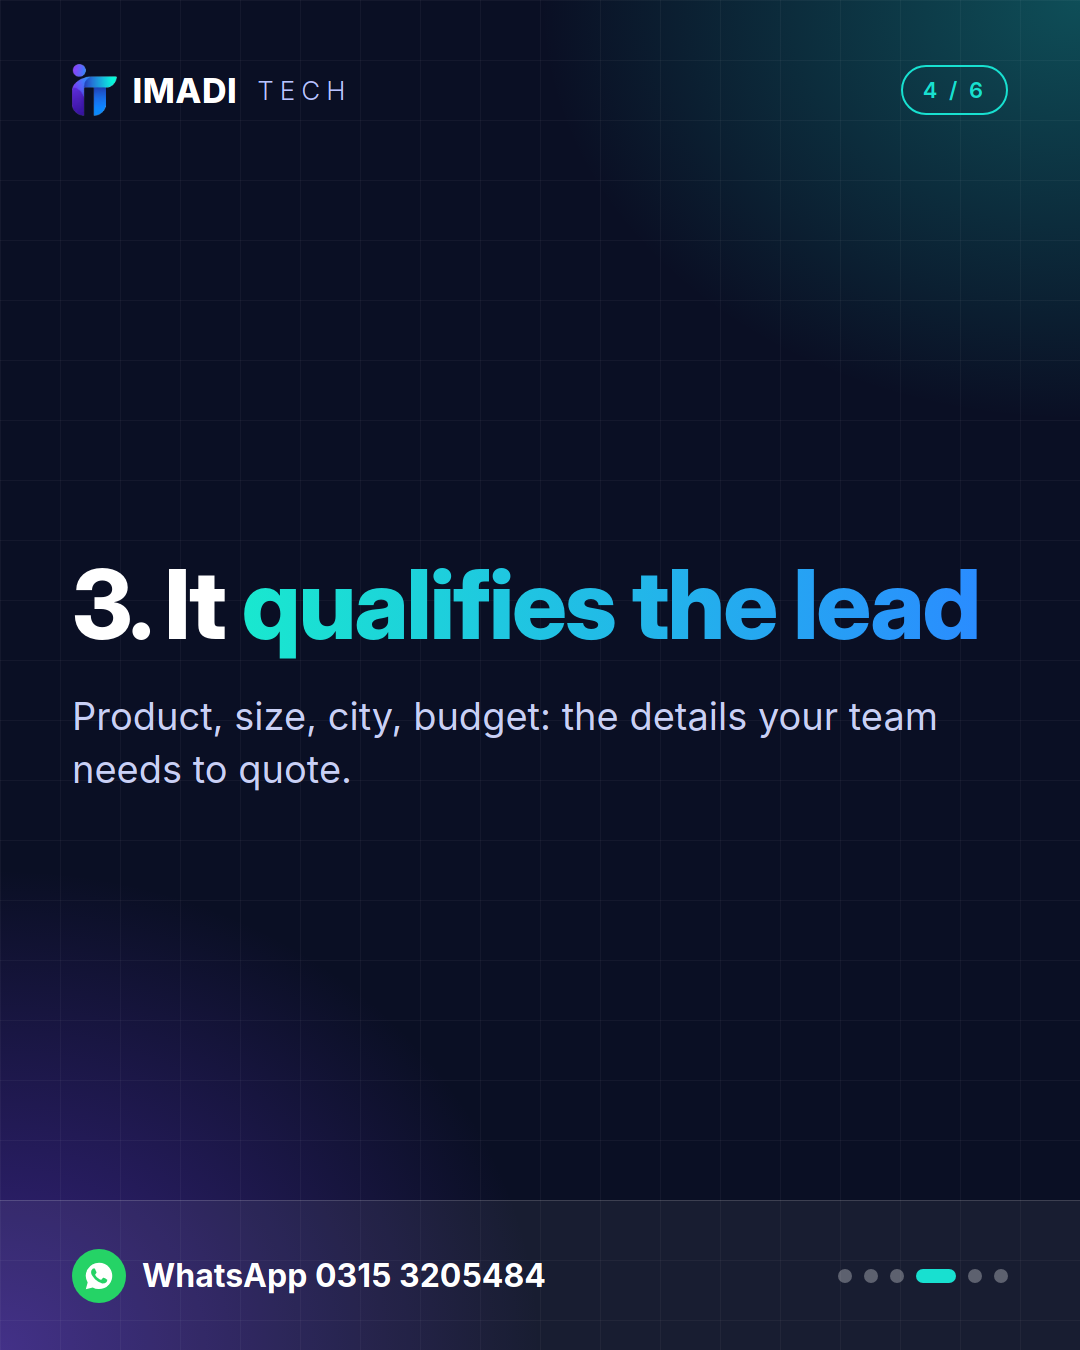 IMADI TECH
4 / 6
3. It qualifies the lead
Product, size, city, budget: the details your team
needs to quote.
WhatsApp 0315 3205484